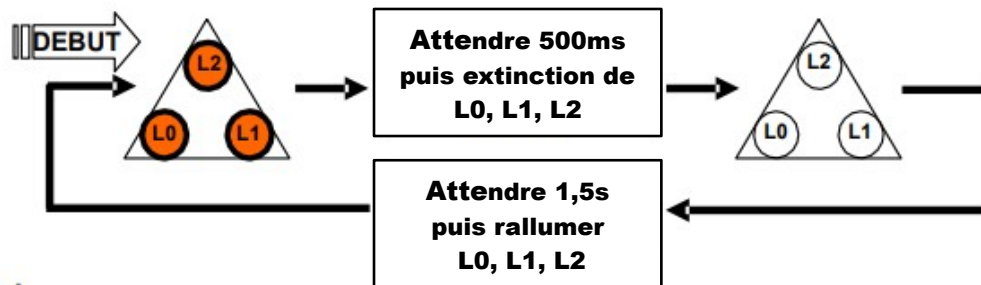 DEBUT
L2
L0
L1
Attendre 500ms
puis extinction de
L0, L1, L2
L2
L0
L1
Attendre 1,5s
puis rallumer
L0, L1, L2